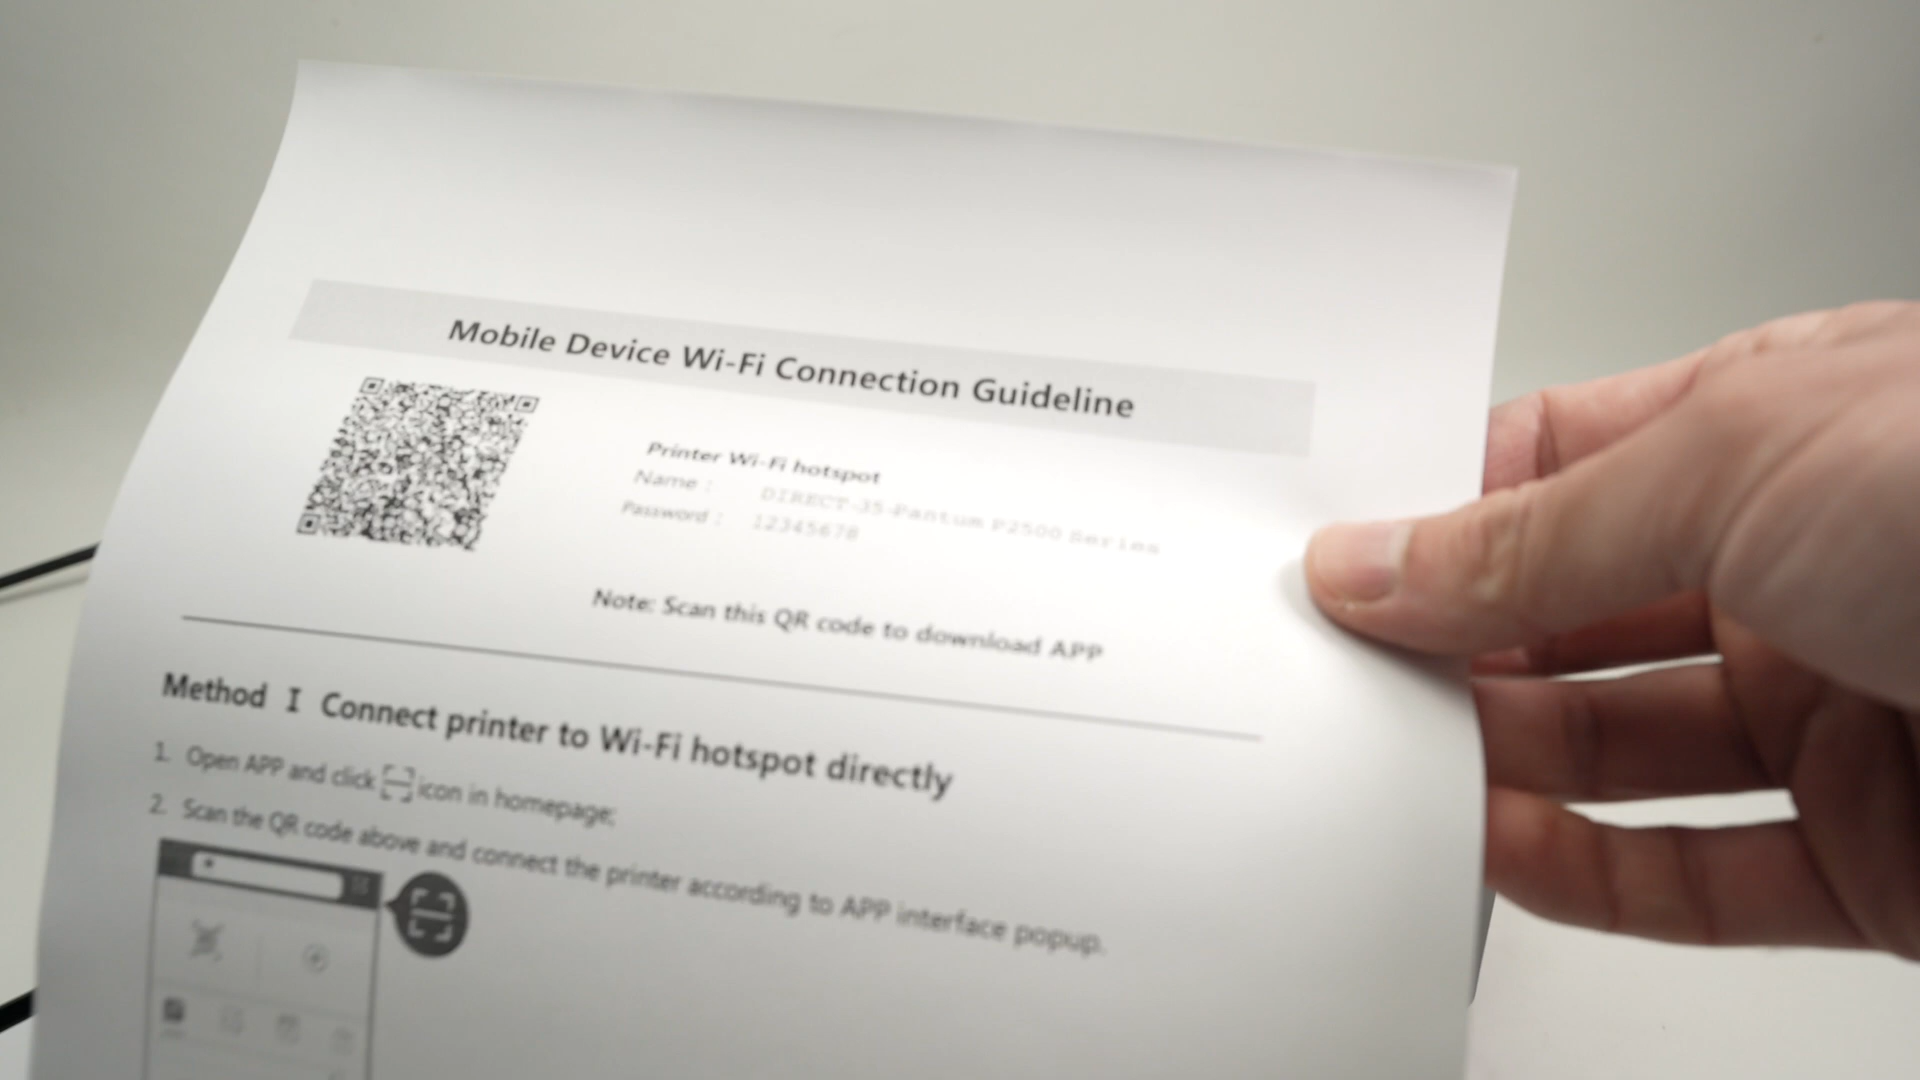 Mobile Device Wi-Fi Connection Guideline
Printer Wi-Fi hotspot
Name : DIRECT-35-Pantum P2500 Series
Password : 12345678
Note: Scan this QR code to download APP
Method I Connect printer to Wi-Fi hotspot directly
1. Open APP and click icon in homepage;
2. Scan the QR code above and connect the printer according to APP interface popup.